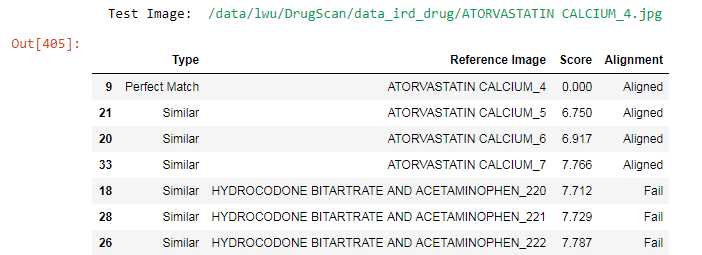 Test Image: /data/lwu/DrugScan/data_ird_drug/ATORVASTATIN CALCIUM_4.jpg
Out[405]:
Type Reference Image Score Alignment
9 Perfect Match ATORVASTATIN CALCIUM_4 0.000 Aligned
21 Similar ATORVASTATIN CALCIUM_5 6.750 Aligned
20 Similar ATORVASTATIN CALCIUM_6 6.917 Aligned
33 Similar ATORVASTATIN CALCIUM_7 7.766 Aligned
18 Similar HYDROCODONE BITARTRATE AND ACETAMINOPHEN_220 7.712 Fail
28 Similar HYDROCODONE BITARTRATE AND ACETAMINOPHEN_221 7.729 Fail
26 Similar HYDROCODONE BITARTRATE AND ACETAMINOPHEN_222 7.787 Fail